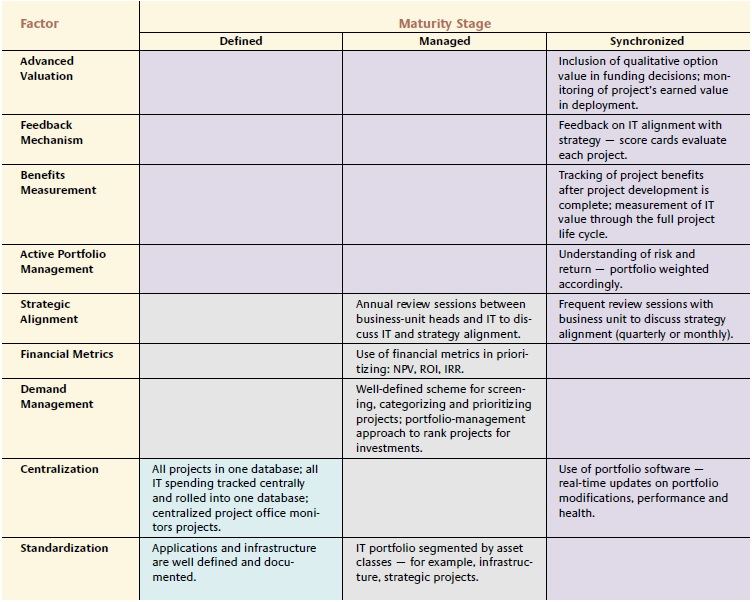 Factor
Maturity Stage
Defined
Managed
Synchronized
Advanced
Valuation
Inclusion of qualitative option
value in funding decisions; mon-
itoring of project's earned value
in deployment.
Feedback
Mechanism
Feedback on IT alignment with
strategy — score cards evaluate
each project.
Benefits
Measurement
Tracking of project benefits
after project development is
complete; measurement of IT
value through the full project
life cycle.
Active Portfolio
Management
Understanding of risk and
return — portfolio weighted
accordingly.
Strategic
Alignment
Annual review sessions between
business-unit heads and IT to dis-
cuss IT and strategy alignment.
Frequent review sessions with
business unit to discuss strategy
alignment (quarterly or monthly).
Financial Metrics
Use of financial metrics in priori-
tizing: NPV, ROI, IRR.
Demand
Management
Well-defined scheme for screen-
ing, categorizing and prioritizing
projects; portfolio-management
approach to rank projects for
investments.
Centralization
All projects in one database; all
IT spending tracked centrally
and rolled into one database;
centralized project office moni-
tors projects.
Use of portfolio software —
real-time updates on portfolio
modifications, performance and
health.
Standardization
Applications and infrastructure
are well defined and docu-
mented.
IT portfolio segmented by asset
classes — for example, infrastruc-
ture, strategic projects.